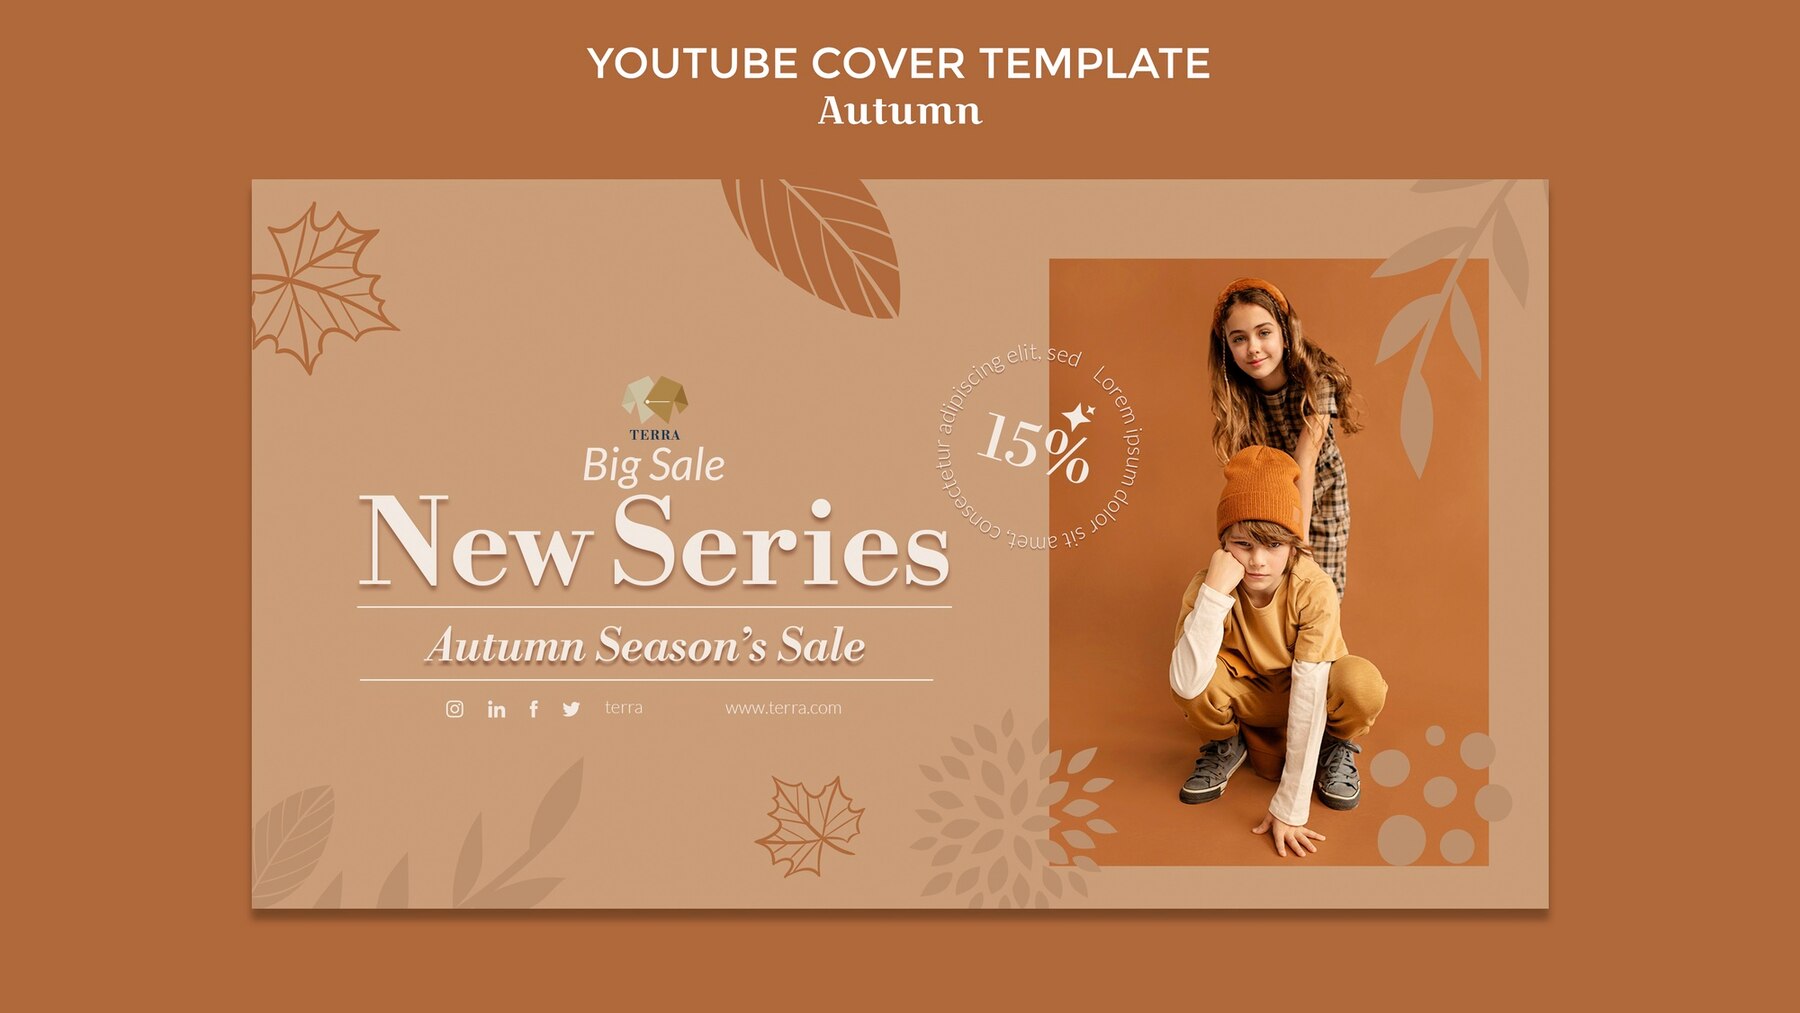 YOUTUBE COVER TEMPLATE
Autumn
TERRA
Big Sale
New Series
Autumn Season's Sale
terra
www.terra.com
15%
Lorem ipsum dolor sit amet, consectetur adipiscing elit, sed